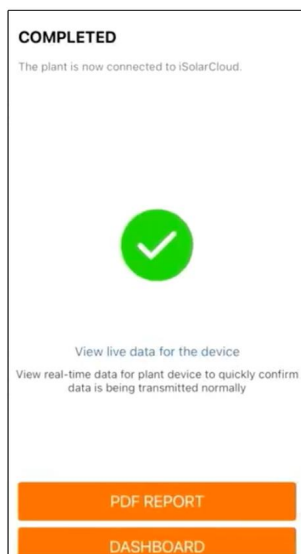 COMPLETED
The plant is now connected to iSolarCloud.
View live data for the device
View real-time data for plant device to quickly confirm
data is being transmitted normally
PDF REPORT
DASHBOARD